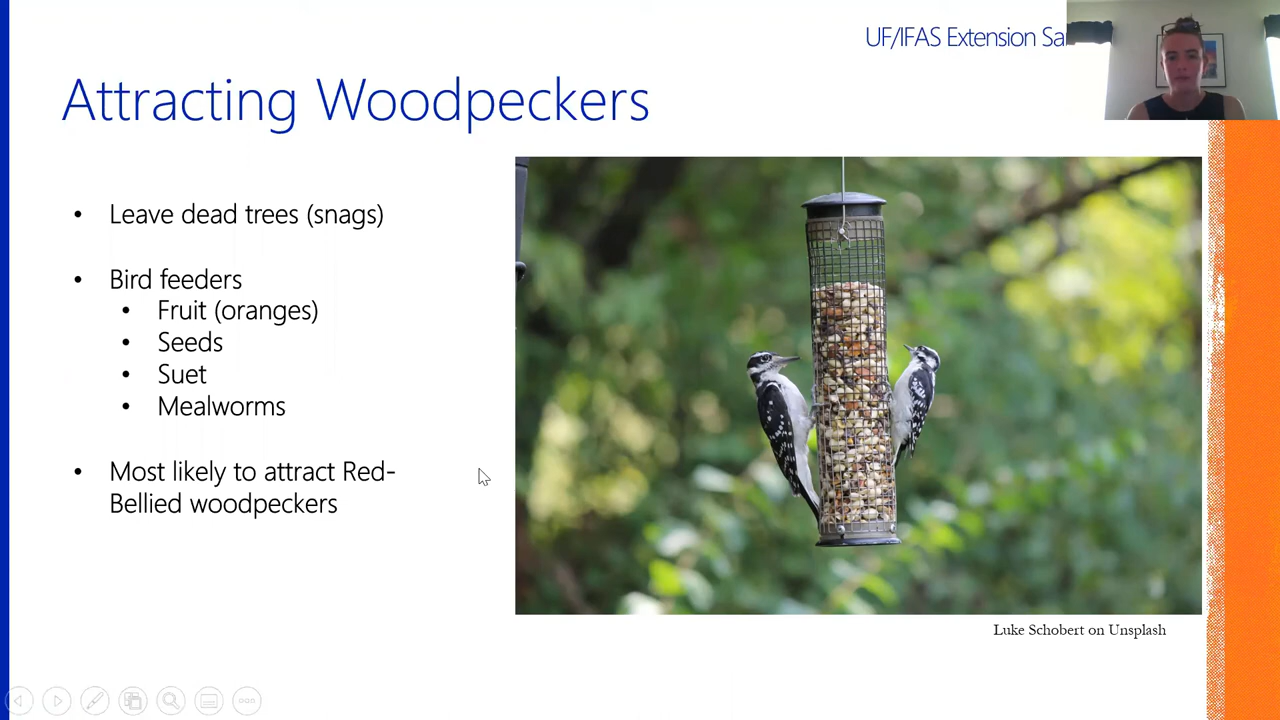 UF/IFAS Extension
Attracting Woodpeckers
• Leave dead trees (snags)
• Bird feeders
• Fruit (oranges)
• Seeds
• Suet
• Mealworms
• Most likely to attract Red-
Bellied woodpeckers
Luke Schobert on Unsplash